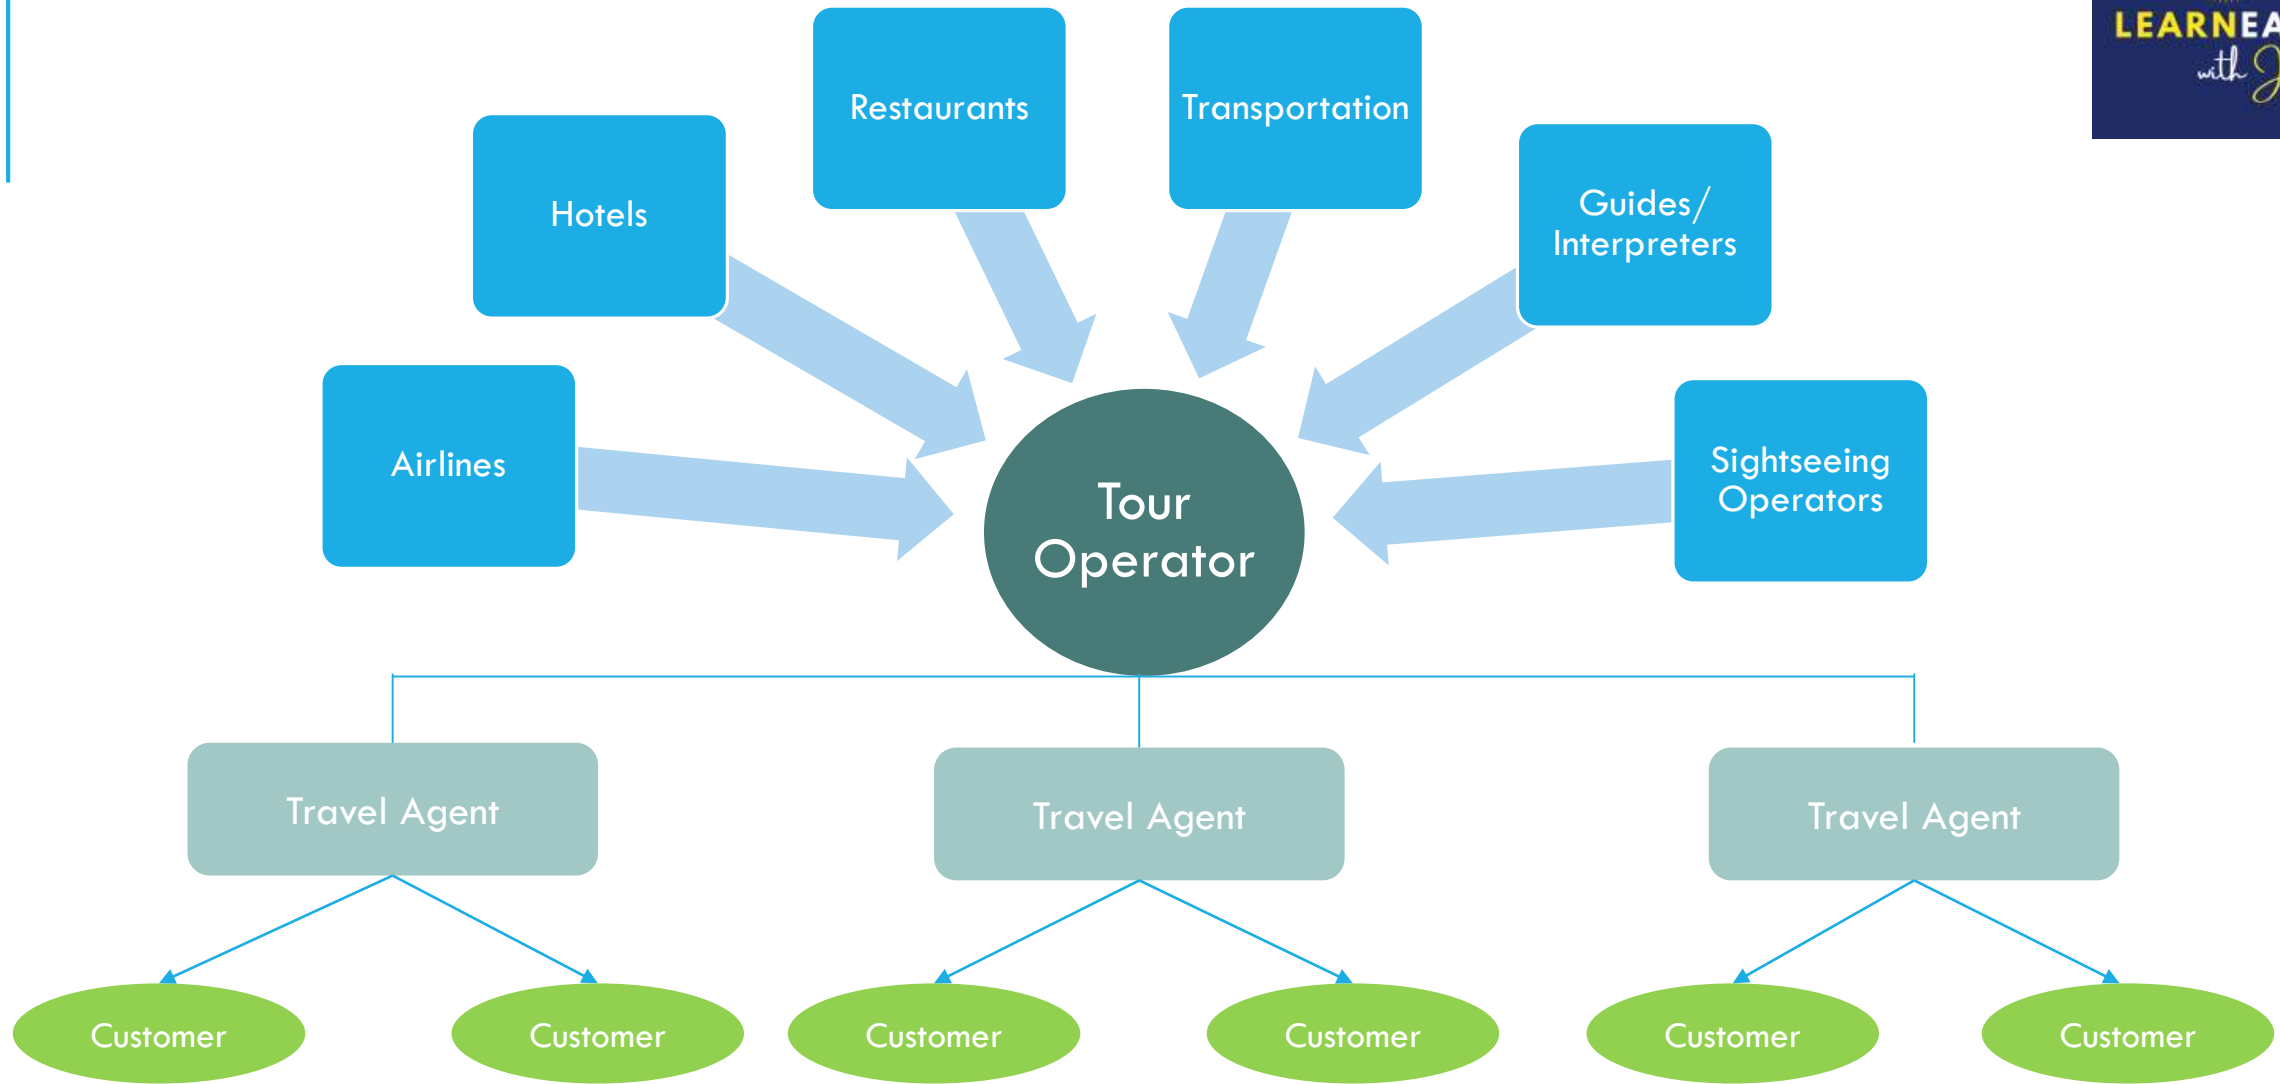 Restaurants
Transportation
LEARNEA
with J
Hotels
Guides/
Interpreters
Airlines
Sightseeing
Operators
Tour
Operator
Travel Agent
Travel Agent
Travel Agent
Customer
Customer
Customer
Customer
Customer
Customer